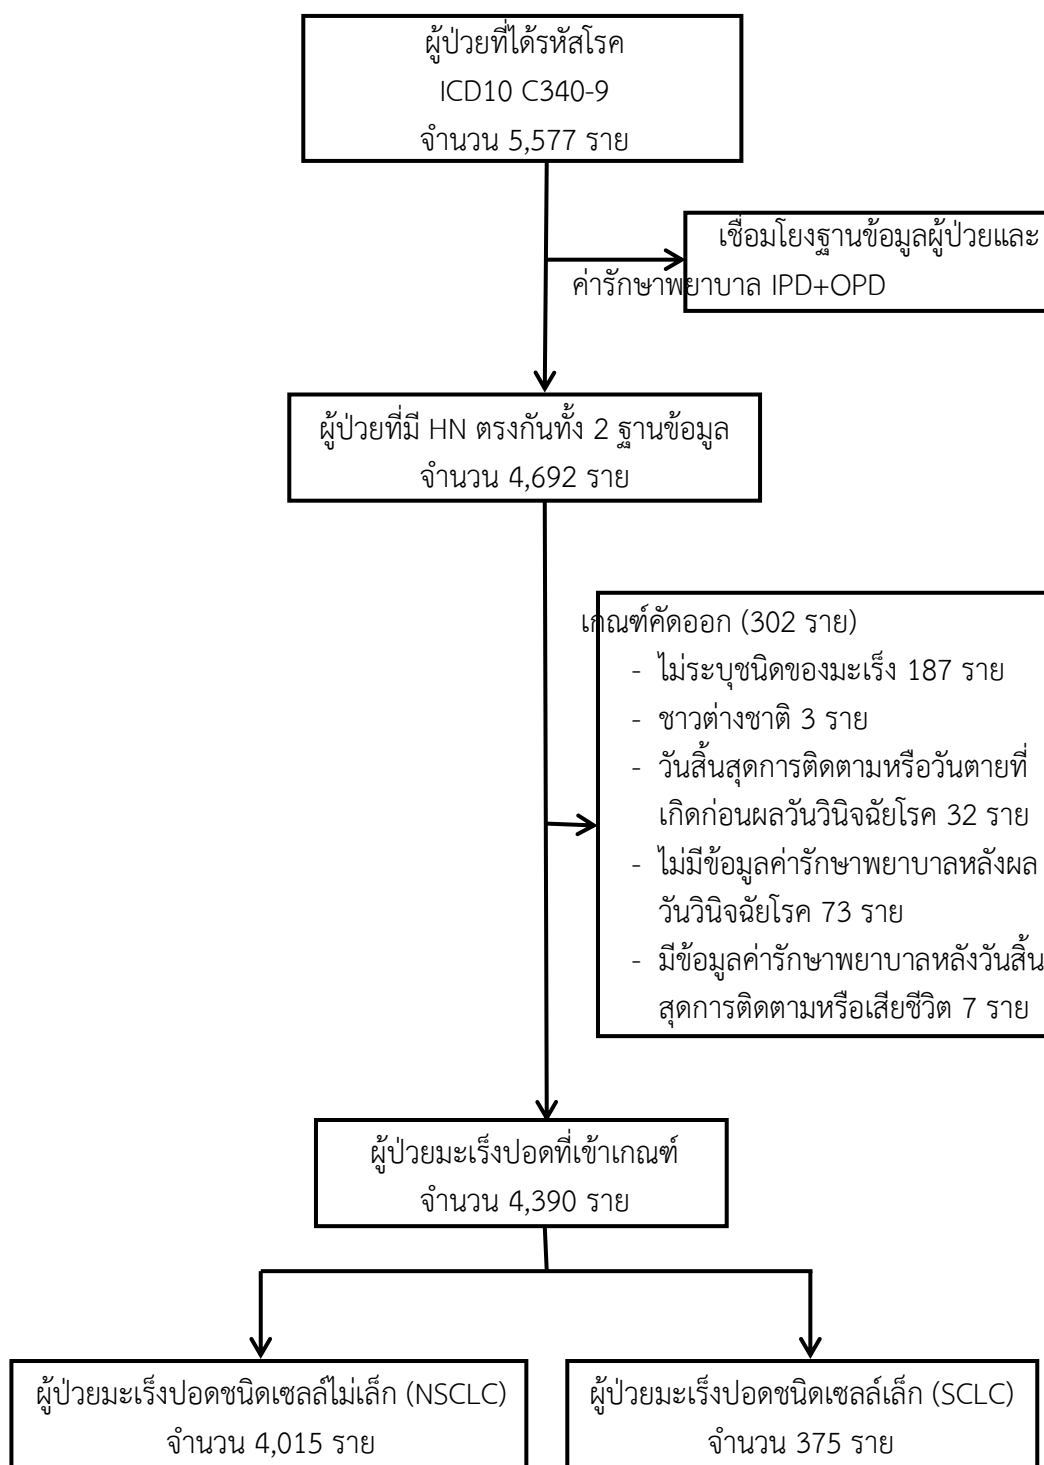 ผู้ป่วยที่ได้รหัสโรค
ICD10 C340-9
จำนวน 5,577 ราย
เชื่อมโยงฐานข้อมูลผู้ป่วยและ
ค่ารักษาพยาบาล IPD+OPD
ผู้ป่วยที่มี HN ตรงกันทั้ง 2 ฐานข้อมูล
จำนวน 4,692 ราย
เกณฑ์คัดออก (302 ราย)
- ไม่ระบุชนิดของมะเร็ง 187 ราย
- ชาวต่างชาติ 3 ราย
- วันสิ้นสุดการติดตามหรือวันตายที่
เกิดก่อนผลวันวินิจฉัยโรค 32 ราย
- ไม่มีข้อมูลค่ารักษาพยาบาลหลังผล
วันวินิจฉัยโรค 73 ราย
- มีข้อมูลค่ารักษาพยาบาลหลังวันสิ้น
สุดการติดตามหรือเสียชีวิต 7 ราย
ผู้ป่วยมะเร็งปอดที่เข้าเกณฑ์
จำนวน 4,390 ราย
ผู้ป่วยมะเร็งปอดชนิดเซลล์ไม่เล็ก (NSCLC)
จำนวน 4,015 ราย
ผู้ป่วยมะเร็งปอดชนิดเซลล์เล็ก (SCLC)
จำนวน 375 ราย